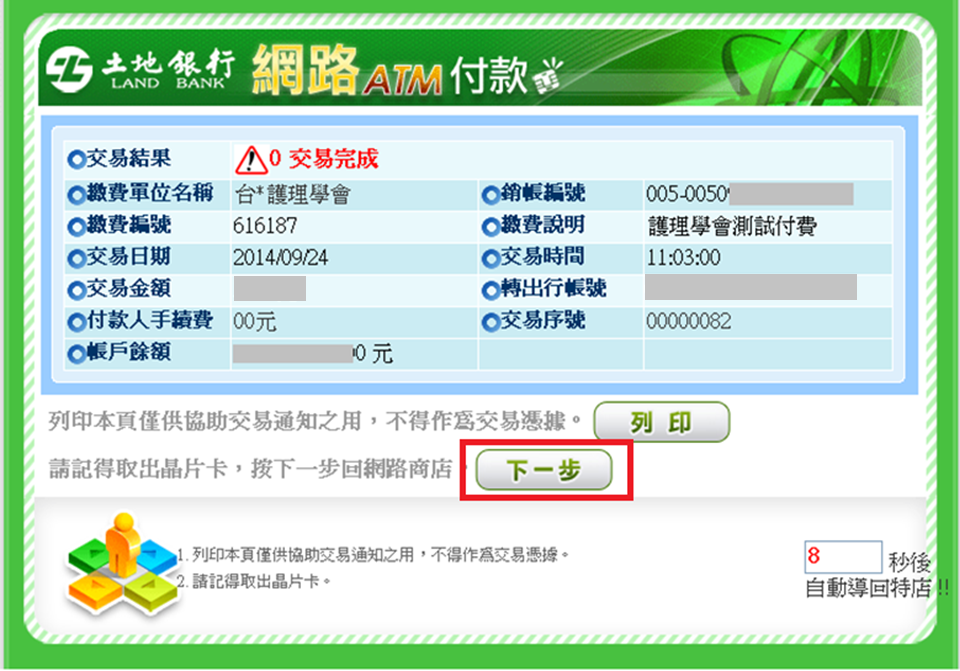 土地銀行 LAND BANK 網路ATM付款
交易結果 0 交易完成
繳費單位名稱 台*護理學會 銷帳編號 005-0050
繳費編號 616187 繳費說明 護理學會測試付費
交易日期 2014/09/24 交易時間 11:03:00
交易金額 轉出行帳號
付款人手續費 00元 交易序號 00000082
帳戶餘額 0 元
列印本頁僅供協助交易通知之用，不得作為交易憑據。 列 印
請記得取出晶片卡，按下一步回網路商店。 下一步
1. 列印本頁僅供協助交易通知之用，不得作為交易憑據。
2. 請記得取出晶片卡。
8 秒後
自動導回特店!!